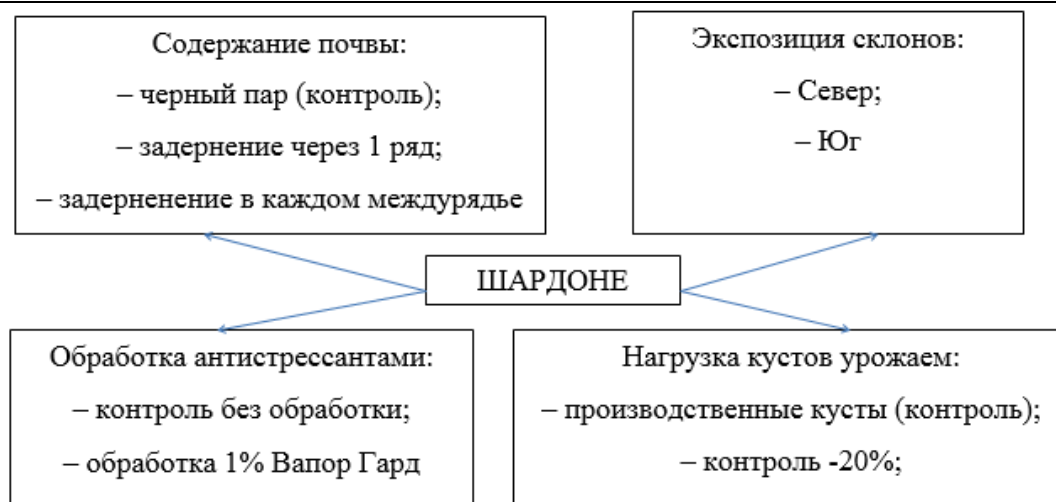 Содержание почвы:
– черный пар (контроль);
– задернение через 1 ряд;
– задерненение в каждом междурядье
Экспозиция склонов:
– Север;
– Юг
ШАРДОНЕ
Обработка антистрессантами:
– контроль без обработки;
– обработка 1% Вапор Гард
Нагрузка кустов урожаем:
– производственные кусты (контроль);
– контроль -20%;